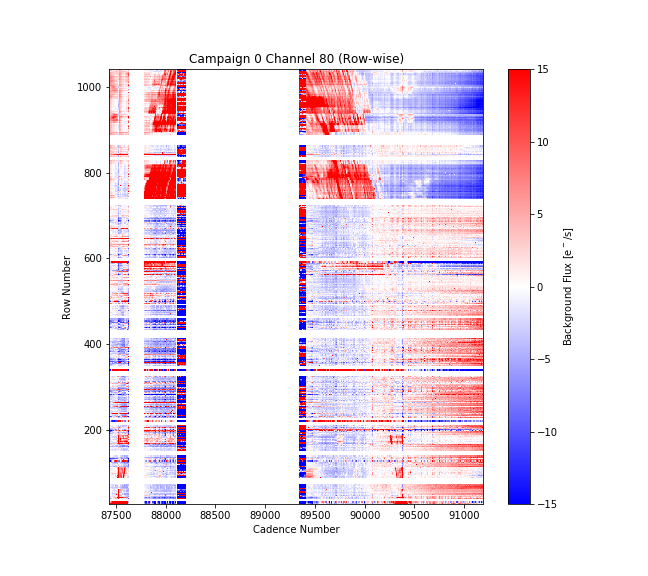 Campaign 0 Channel 80 (Row-wise)
1000
800
600
400
200
Row Number
87500 88000 88500 89000 89500 90000 90500 91000
Cadence Number
15
10
5
0
−5
−10
−15
Background Flux [e⁻/s]